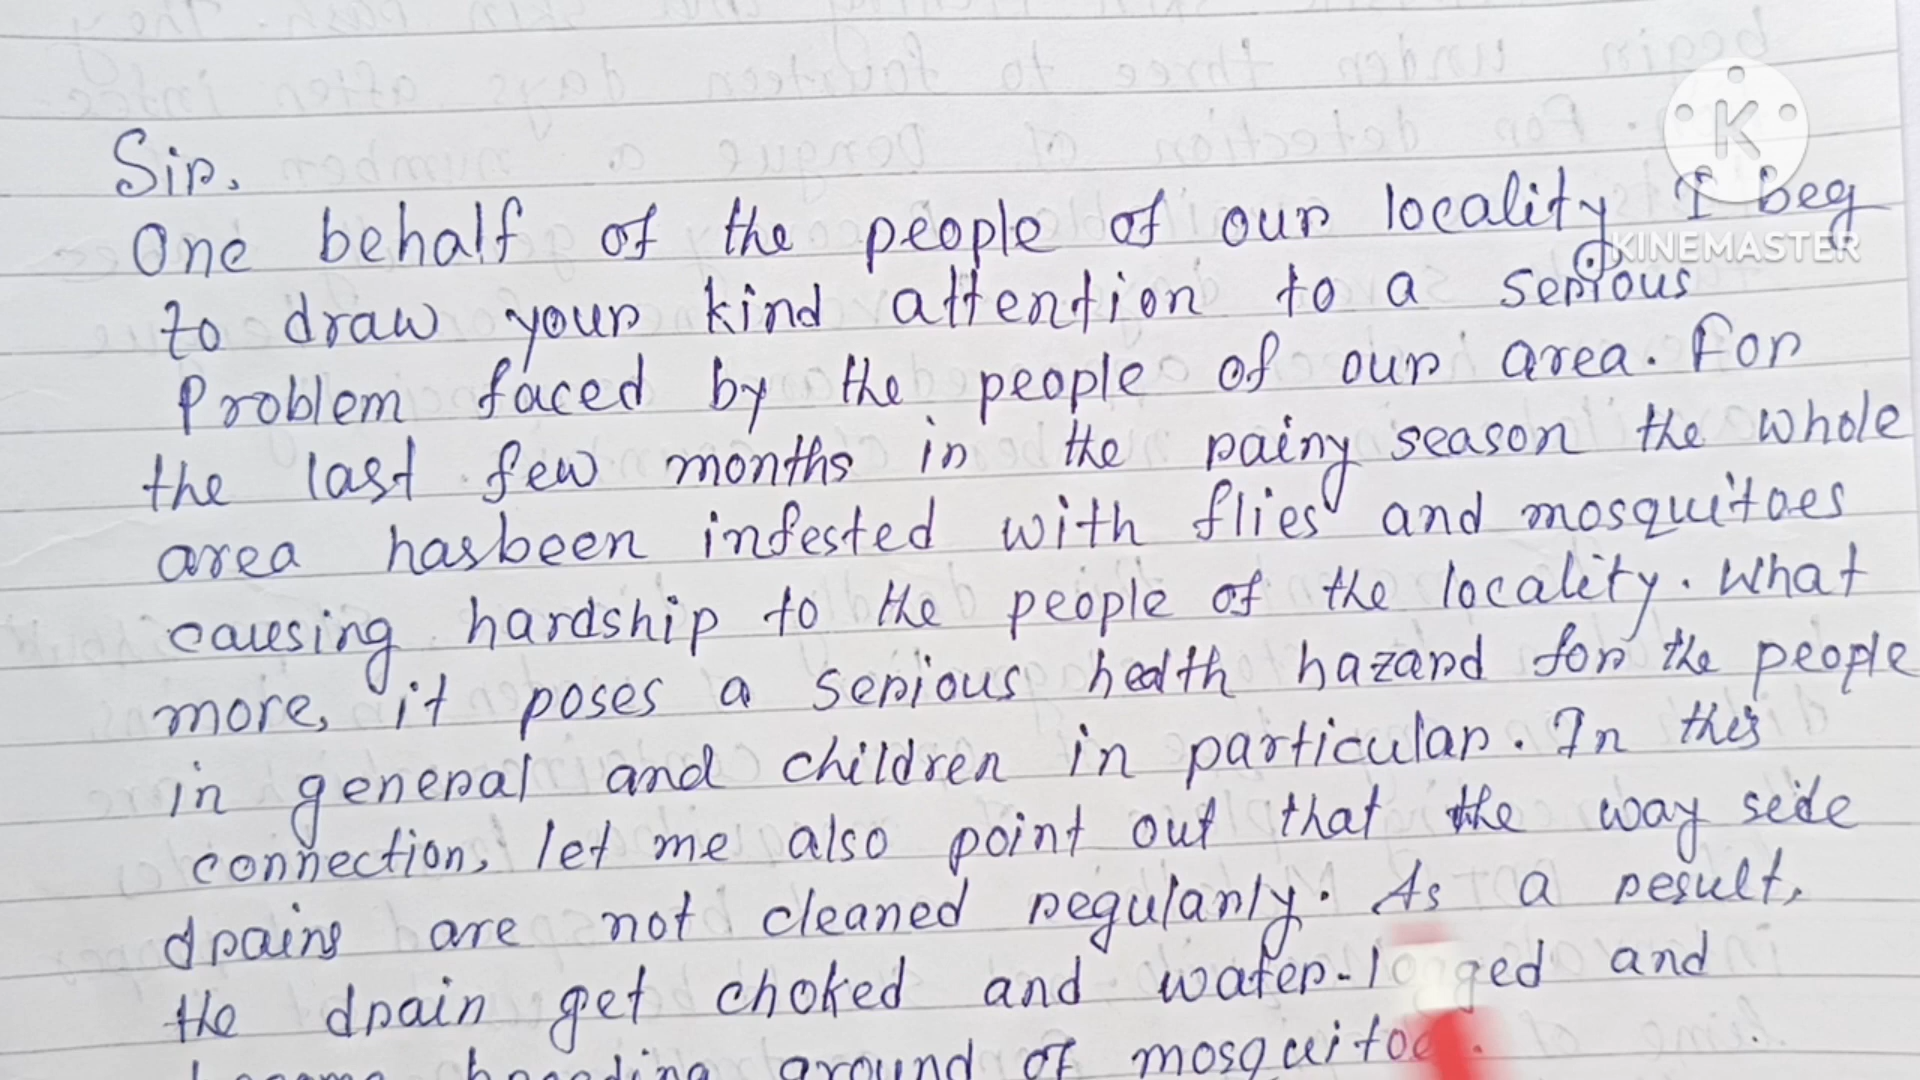 KINEMASTER
Sir,
One behalf of the people of our locality I beg
to draw your kind attention to a serious
Problem faced by the people of our area. For
the last few months in the rainy season the whole
area hasbeen infested with flies and mosquitoes
causing hardship to the people of the locality. What
more, it poses a serious health hazard for the people
in general and children in particular. In this
connection, let me also point out that the way side
drains are not cleaned regularly. As a result,
the drain get choked and water-logged and
breeding ground of mosquitoes.